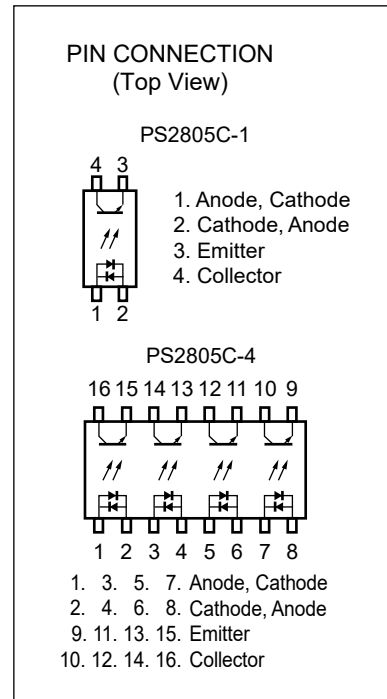 PIN CONNECTION
(Top View)
PS2805C-1
4 3
1. Anode, Cathode
2. Cathode, Anode
3. Emitter
4. Collector
1 2
PS2805C-4
16 15 14 13 12 11 10 9
1 2 3 4 5 6 7 8
1. 3. 5. 7. Anode, Cathode
2. 4. 6. 8. Cathode, Anode
9. 11. 13. 15. Emitter
10. 12. 14. 16. Collector